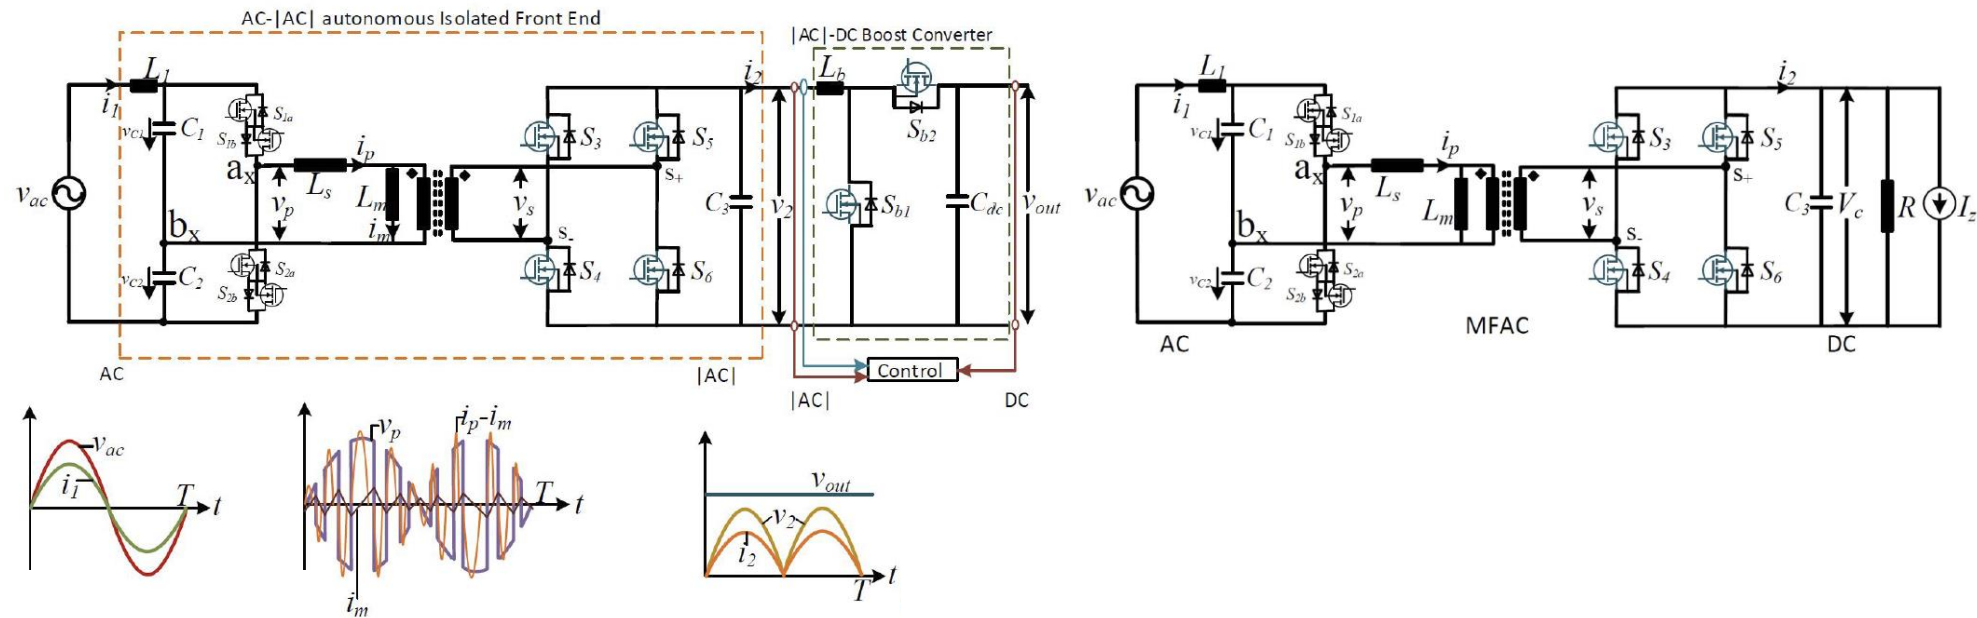 AC-|AC| autonomous Isolated Front End
|AC|-DC Boost Converter
L1
i1
vC1
C1
S1a
S1b
ax
Ls
ip
vp
Lm
im
bx
vac
vC2
C2
S2a
S2b
vs
S3
S5
S+
S-
S4
S6
C3
i2
v2
Lb
Sb2
Sb1
Cdc
vout
Control
AC
|AC|
|AC|
DC
L1
i1
vC1
C1
S1a
S1b
ax
Ls
ip
vp
Lm
bx
vac
vC2
C2
S2a
S2b
vs
S3
S5
S+
S-
S4
S6
i2
C3
Vc
R
Iz
AC
MFAC
DC
vac
i1
T
t
vp
ip-im
T
t
im
vout
v2
i2
T
t